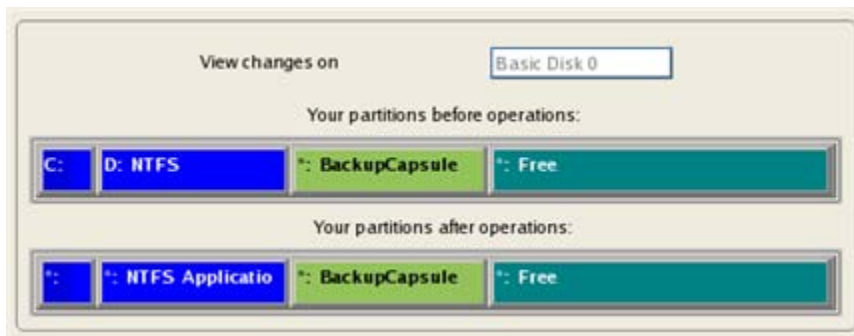 View changes on
Basic Disk 0
Your partitions before operations:
C: D: NTFS *: BackupCapsule *: Free
Your partitions after operations:
*: *: NTFS Applicatio *: BackupCapsule *: Free